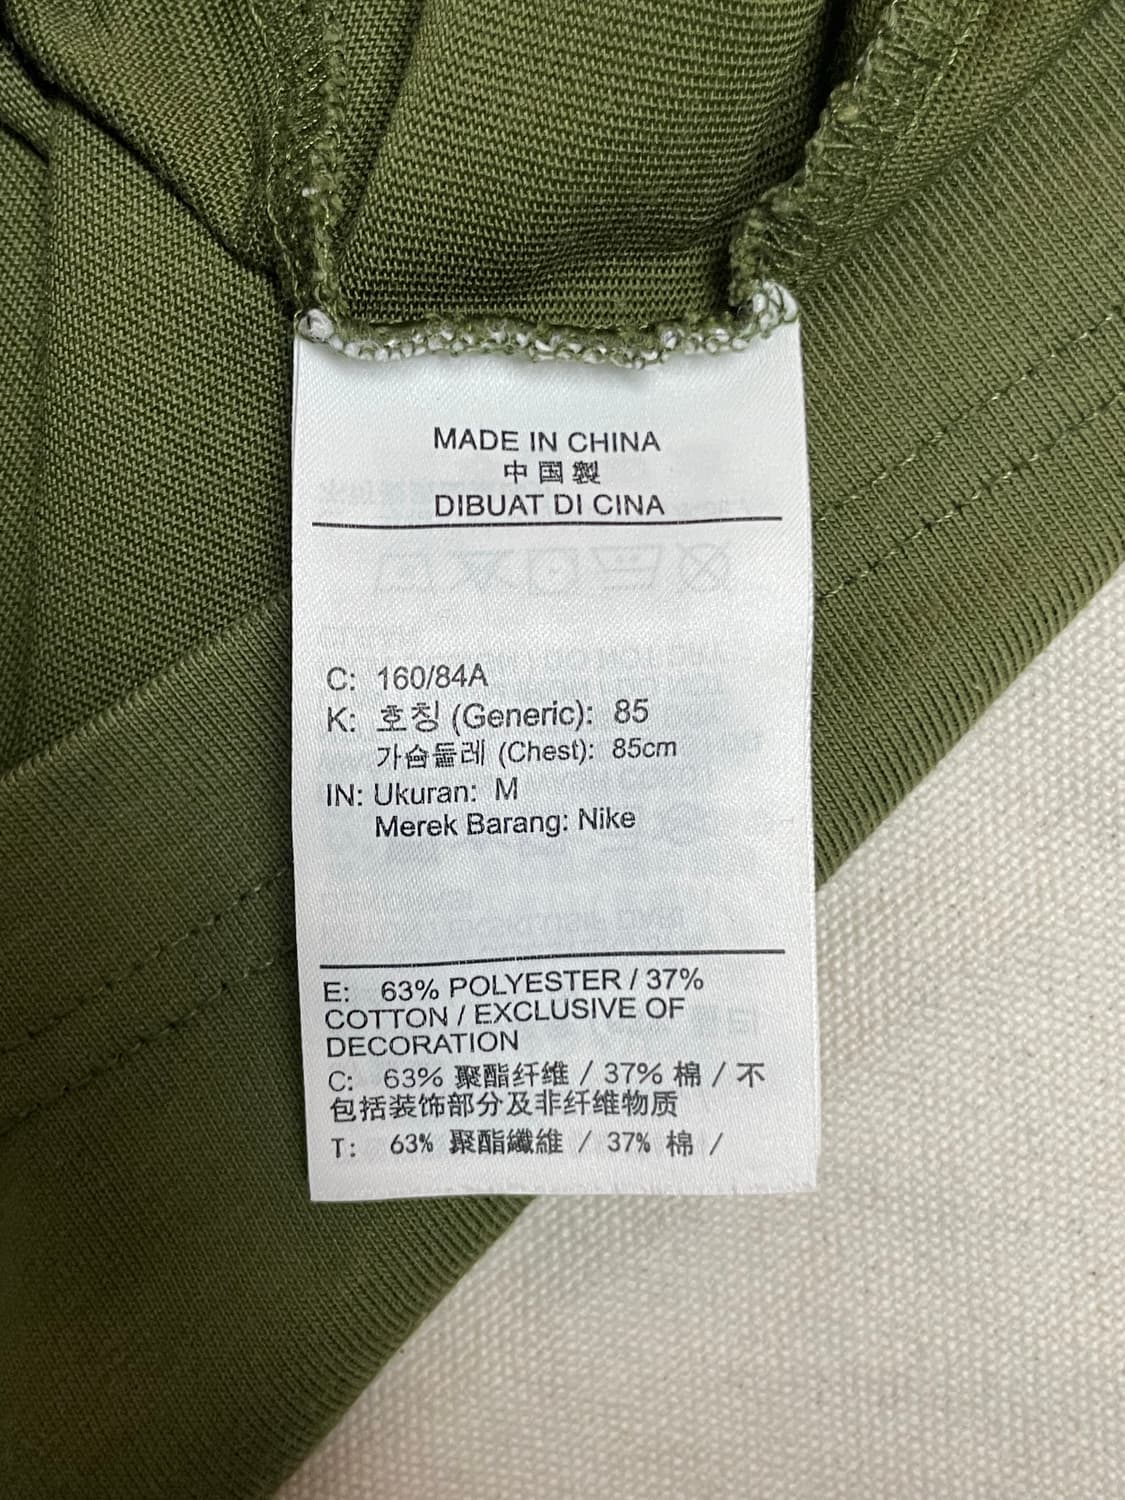 MADE IN CHINA
中国製
DIBUAT DI CINA
C: 160/84A
K: 호칭 (Generic): 85
가슴둘레 (Chest): 85cm
IN: Ukuran: M
Merek Barang: Nike
E: 63% POLYESTER / 37%
COTTON / EXCLUSIVE OF
DECORATION
C: 63% 聚酯纤维 / 37% 棉 / 不
包括装饰部分及非纤维物质
T: 63% 聚酯纖維 / 37% 棉 /